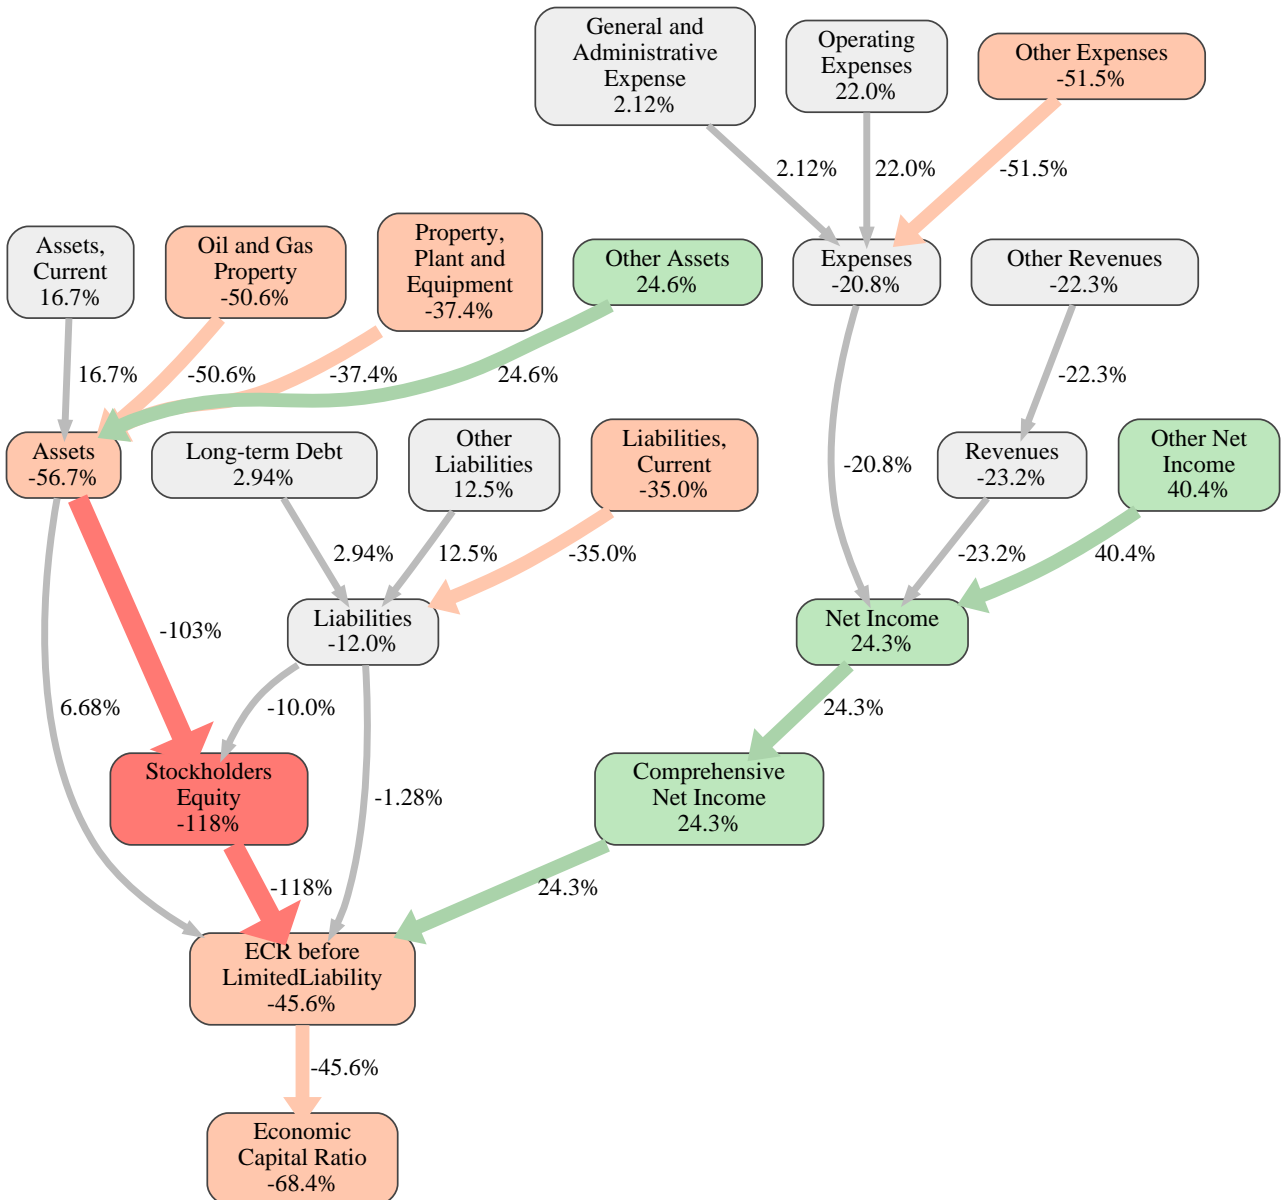 General and
Administrative
Expense
2.12%
Operating
Expenses
22.0%
Other Expenses
-51.5%
2.12%
22.0%
-51.5%
Assets,
Current
16.7%
Oil and Gas
Property
-50.6%
Property,
Plant and
Equipment
-37.4%
Other Assets
24.6%
Expenses
-20.8%
Other Revenues
-22.3%
16.7%
-50.6%
-37.4%
24.6%
-22.3%
Assets
-56.7%
Long-term Debt
2.94%
Other
Liabilities
12.5%
Liabilities,
Current
-35.0%
-20.8%
Revenues
-23.2%
Other Net
Income
40.4%
2.94%
12.5%
-35.0%
-23.2%
40.4%
-103%
Liabilities
-12.0%
Net Income
24.3%
6.68%
-10.0%
24.3%
Stockholders
Equity
-118%
-1.28%
Comprehensive
Net Income
24.3%
-118%
24.3%
ECR before
LimitedLiability
-45.6%
-45.6%
Economic
Capital Ratio
-68.4%